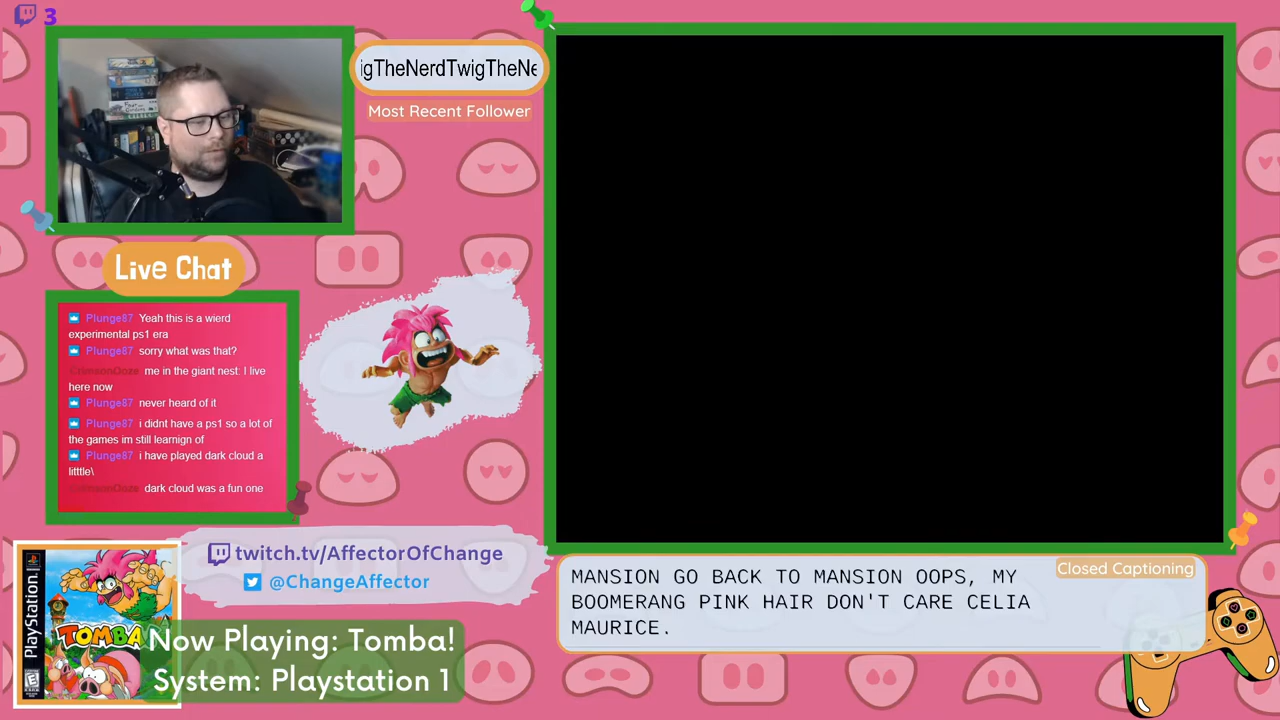 3
igTheNerdTwigTheNe
Most Recent Follower
Live Chat
Plunge87 Yeah this is a wierd
experimental ps1 era
Plunge87 sorry what was that?
CrimsonOoze me in the giant nest: I live
here now
Plunge87 never heard of it
Plunge87 i didnt have a ps1 so a lot of
the games im still learnign of
Plunge87 i have played dark cloud a
litttle\
CrimsonOoze dark cloud was a fun one
twitch.tv/AffectorOfChange
@ChangeAffector
PlayStation
TOMBA
Now Playing: Tomba!
System: Playstation 1
Closed Captioning
MANSION GO BACK TO MANSION OOPS, MY
BOOMERANG PINK HAIR DON'T CARE CELIA
MAURICE.